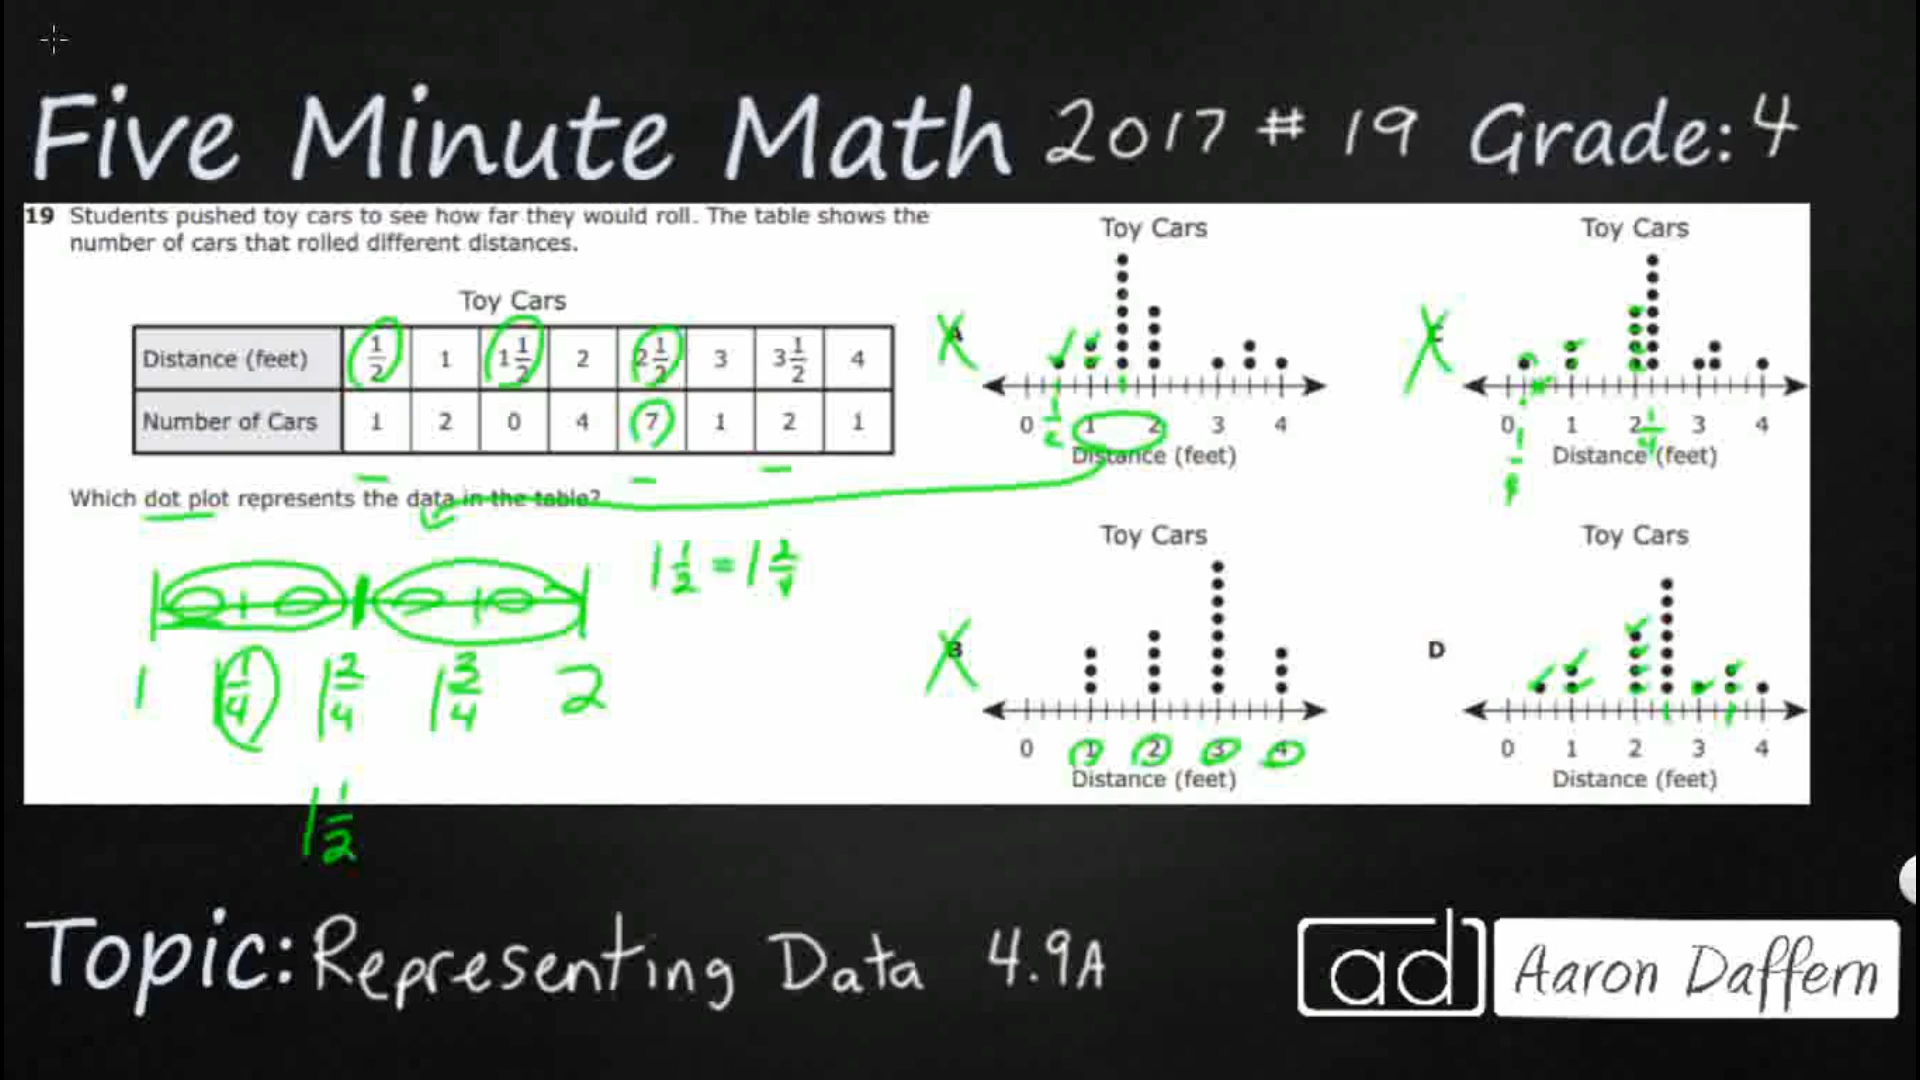 Five Minute Math 2017 # 19 Grade: 4
19 Students pushed toy cars to see how far they would roll. The table shows the
number of cars that rolled different distances.
Toy Cars
Distance (feet) 1/2 1 1 1/2 2 2 1/2 3 3 1/2 4
Number of Cars 1 2 0 4 7 1 2 1
Which dot plot represents the data in the table?
1 1/2 = 1 2/4
1 1 1/4 1 2/4 1 3/4 2
1 1/2
Toy Cars
A
0 1/2 1 2 3 4
Distance (feet)
Toy Cars
B
0 1 2 3 4
Distance (feet)
Toy Cars
C
0 1 2 1/4 3 4
Distance (feet)
Toy Cars
D
0 1 2 3 4
Distance (feet)
Topic: Representing Data 4.9A
ad Aaron Daffern